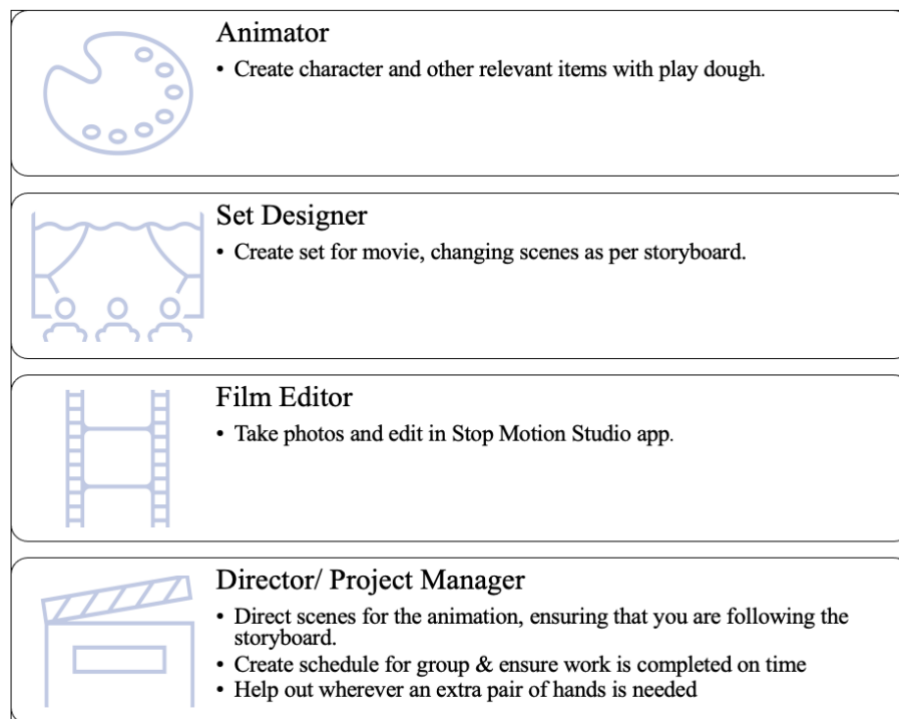 Animator
• Create character and other relevant items with play dough.
Set Designer
• Create set for movie, changing scenes as per storyboard.
Film Editor
• Take photos and edit in Stop Motion Studio app.
Director/ Project Manager
• Direct scenes for the animation, ensuring that you are following the
storyboard.
• Create schedule for group & ensure work is completed on time
• Help out wherever an extra pair of hands is needed